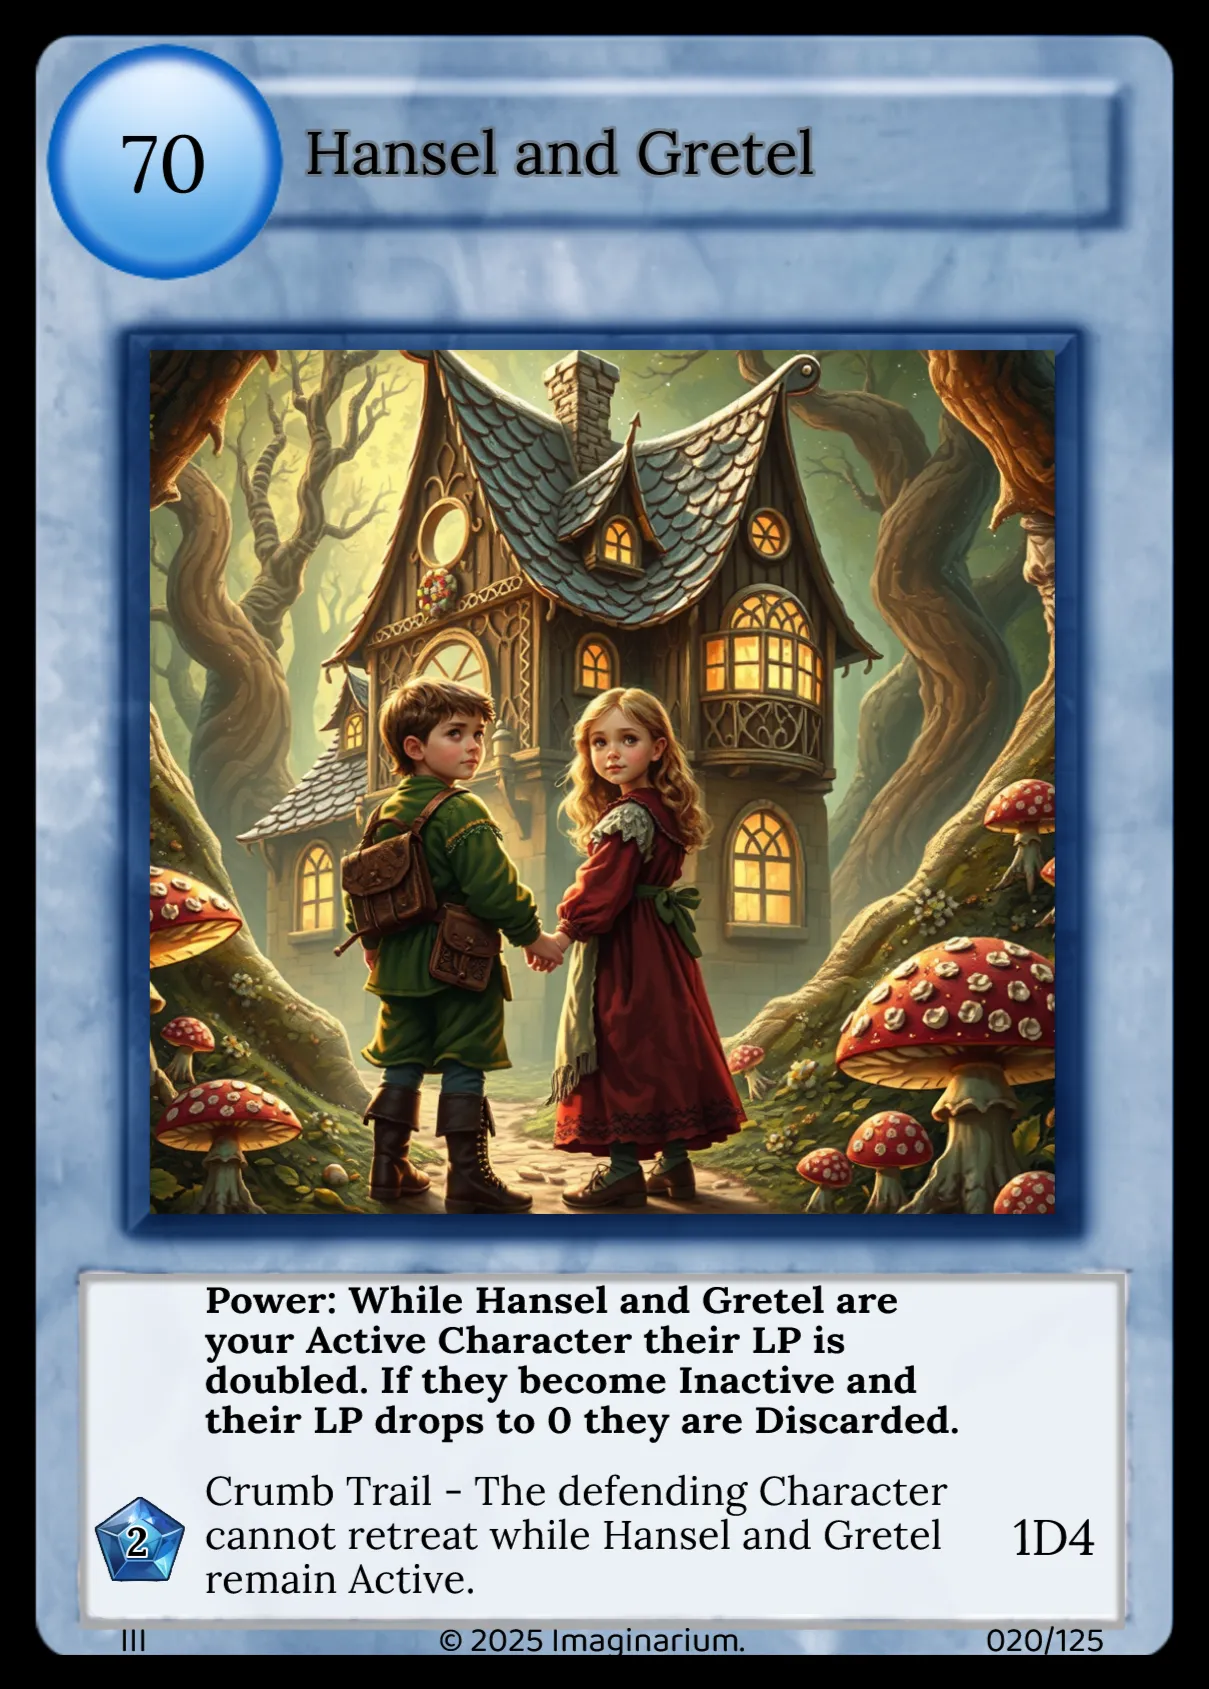 70
Hansel and Gretel
Power: While Hansel and Gretel are
your Active Character their LP is
doubled. If they become Inactive and
their LP drops to 0 they are Discarded.
2
Crumb Trail - The defending Character
cannot retreat while Hansel and Gretel
remain Active.
1D4
III
© 2025 Imaginarium.
020/125